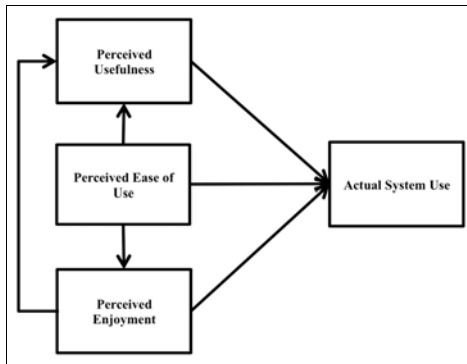 Perceived
Usefulness
Perceived Ease of
Use
Actual System Use
Perceived
Enjoyment